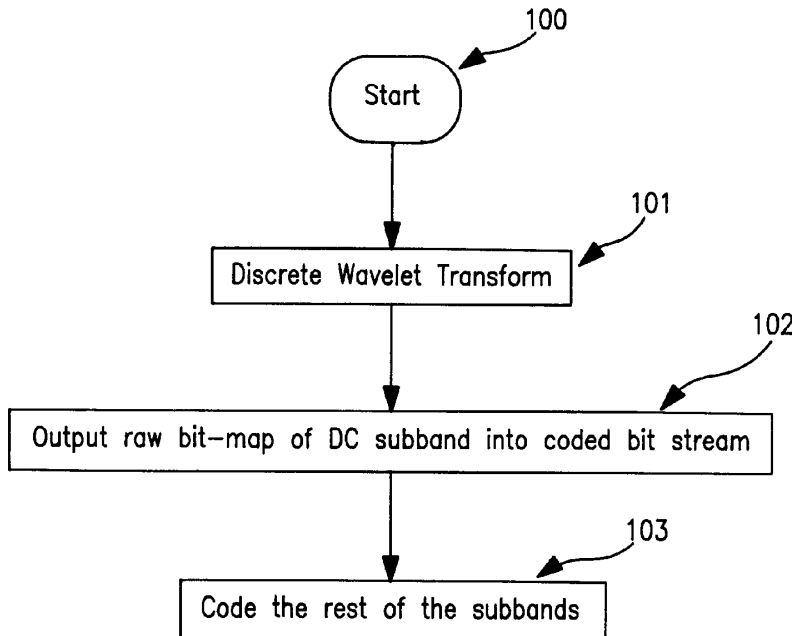 100
Start
101
Discrete Wavelet Transform
102
Output raw bit-map of DC subband into coded bit stream
103
Code the rest of the subbands